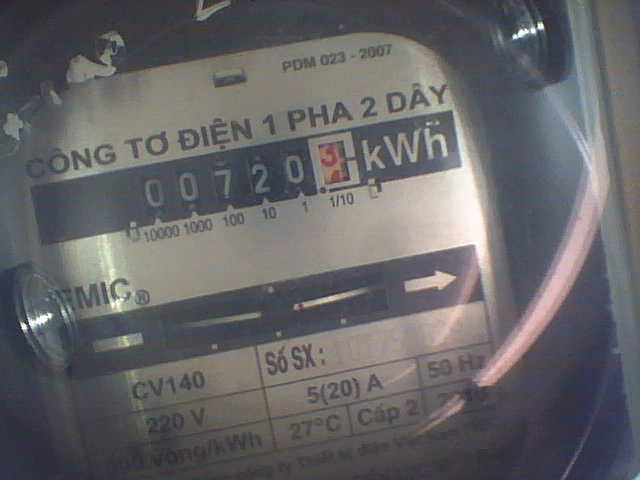 PDM 023 - 2007
CÔNG TƠ ĐIỆN 1 PHA 2 DÂY
0 0 7 2 0 3 kWh
10000 1000 100 10 1 1/10
EMIC®
CV140 Số SX :
220 V 5(20) A 50 Hz
vòng/kWh 27°C Cấp 2